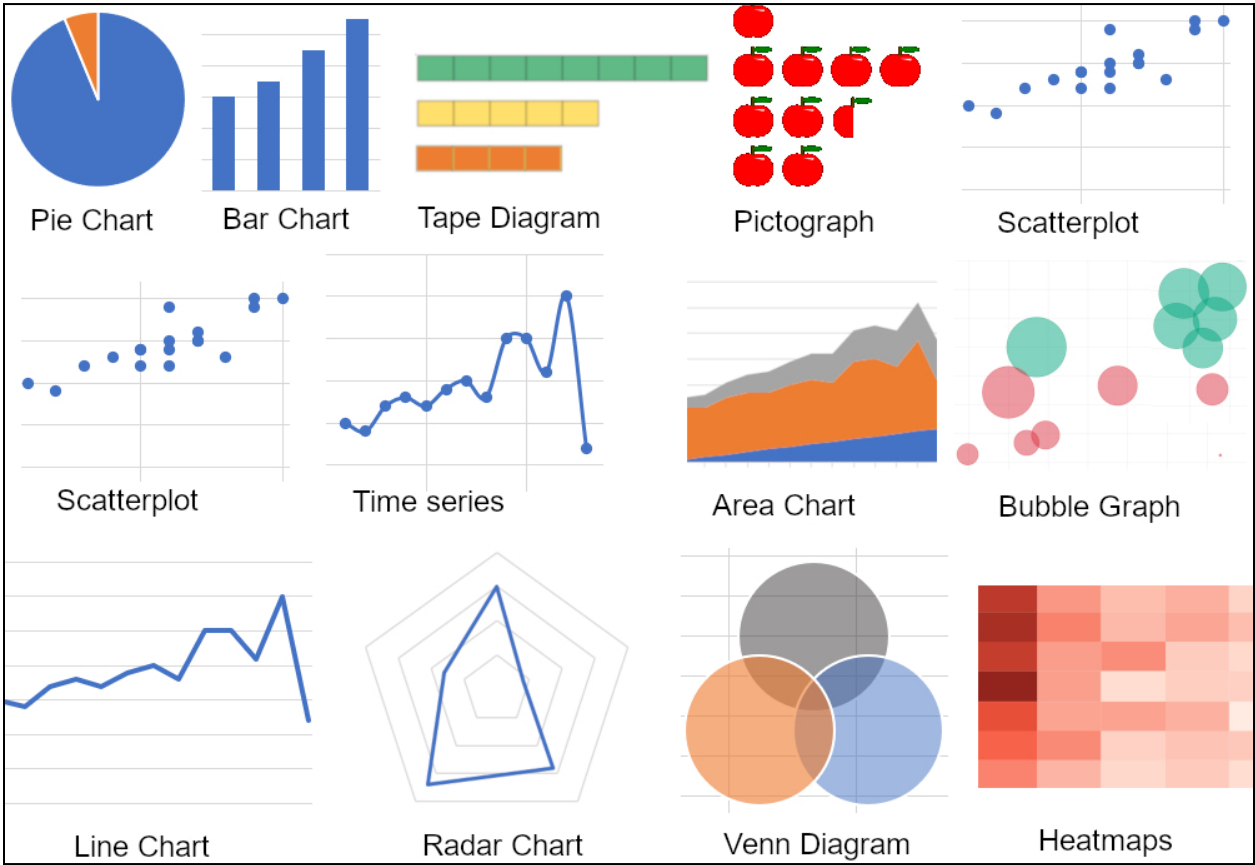 Pie Chart
Bar Chart
Tape Diagram
Pictograph
Scatterplot
Scatterplot
Time series
Area Chart
Bubble Graph
Line Chart
Radar Chart
Venn Diagram
Heatmaps